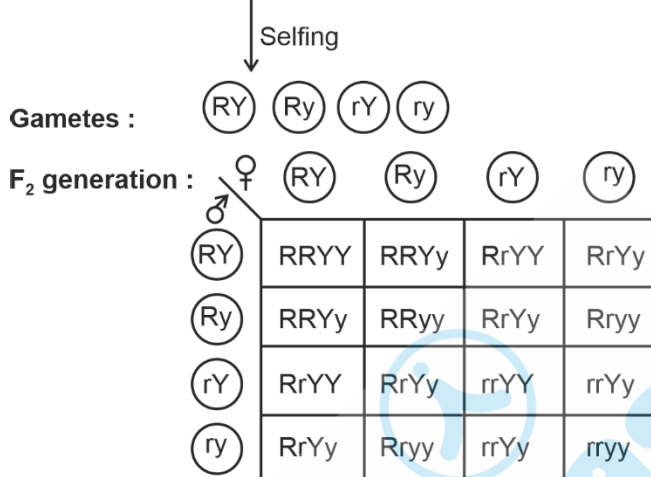 Selfing
Gametes : RY Ry rY ry
F₂ generation : ♀ RY Ry rY ry
♂
RY RRYY RRYy RrYY RrYy
Ry RRYy RRyy RrYy Rryy
rY RrYY RrYy rrYY rrYy
ry RrYy Rryy rrYy rryy